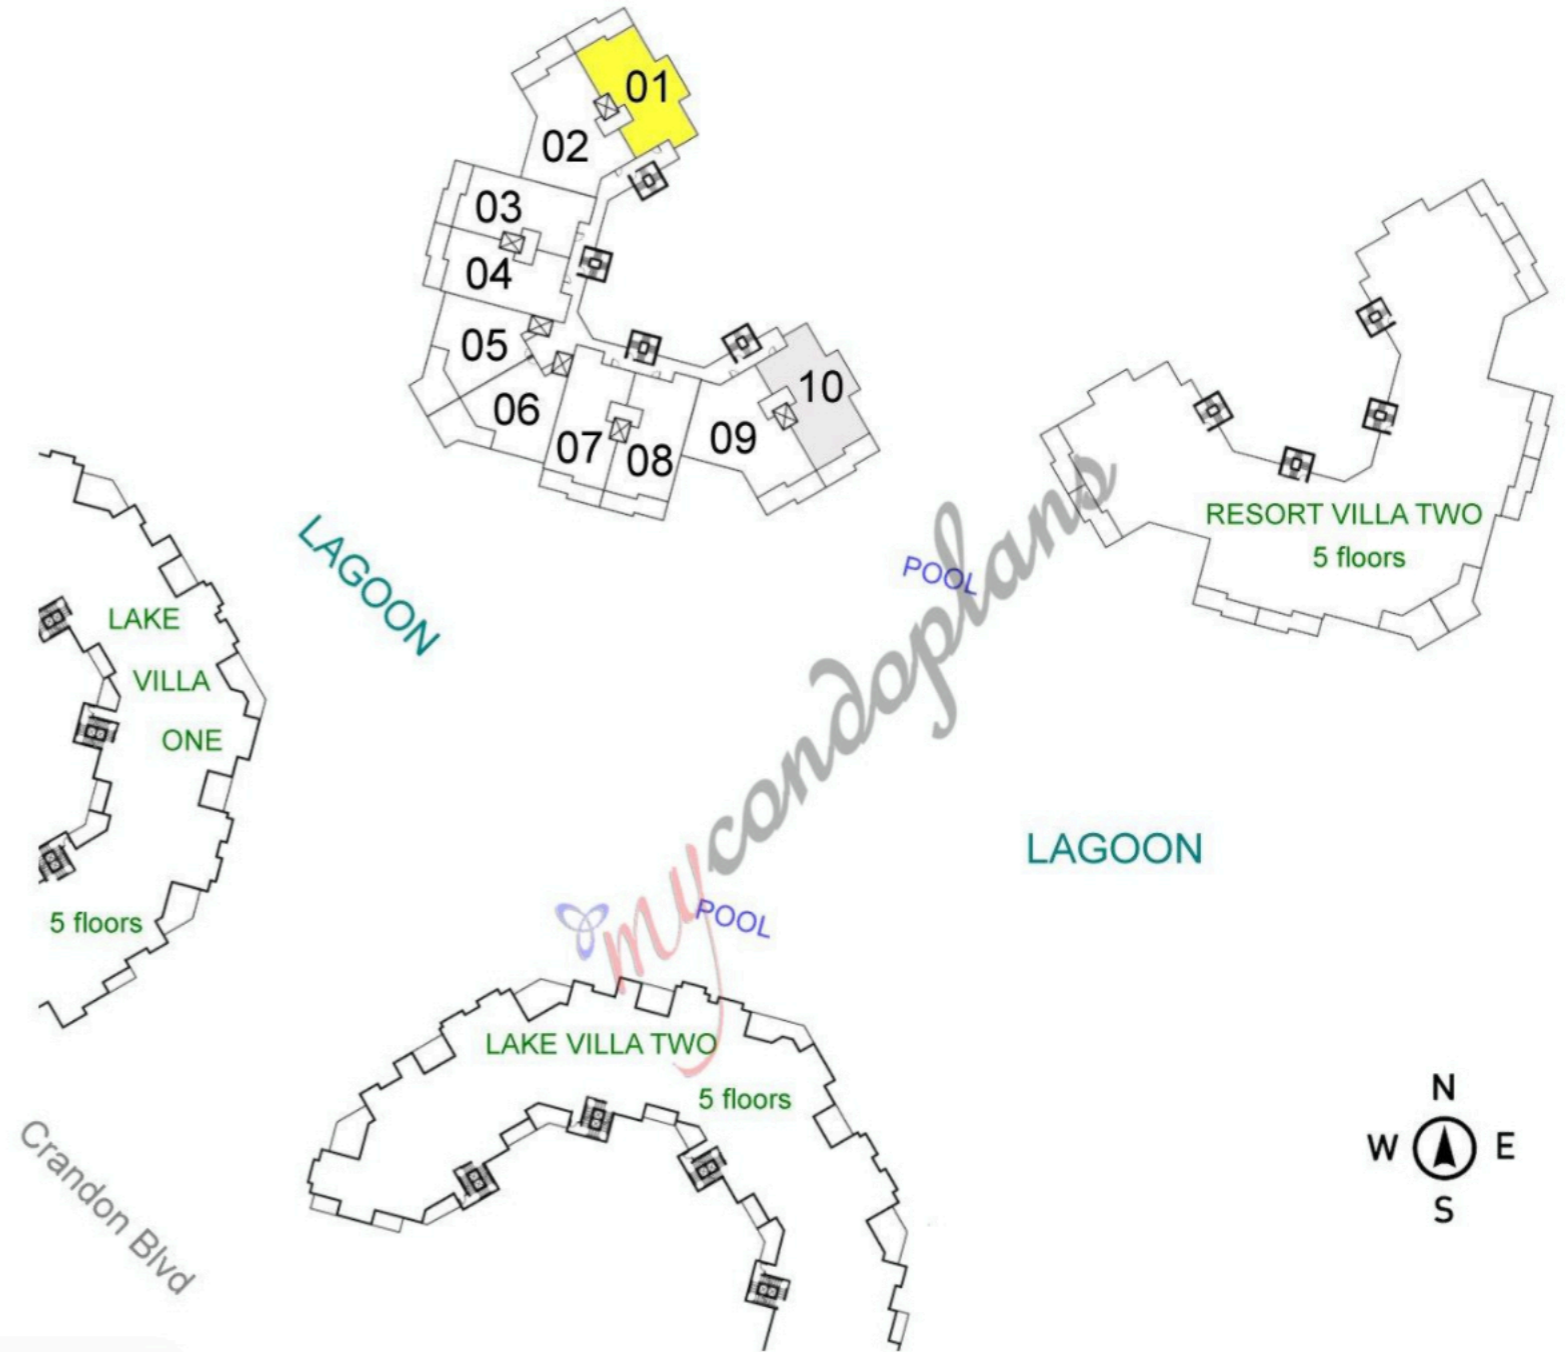 01
02
03
04
05
06
07
08
09
10
LAGOON
POOL
RESORT VILLA TWO
5 floors
LAKE
VILLA
ONE
5 floors
mycondoplans
LAGOON
POOL
LAKE VILLA TWO
5 floors
Crandon Blvd
N
W E
S